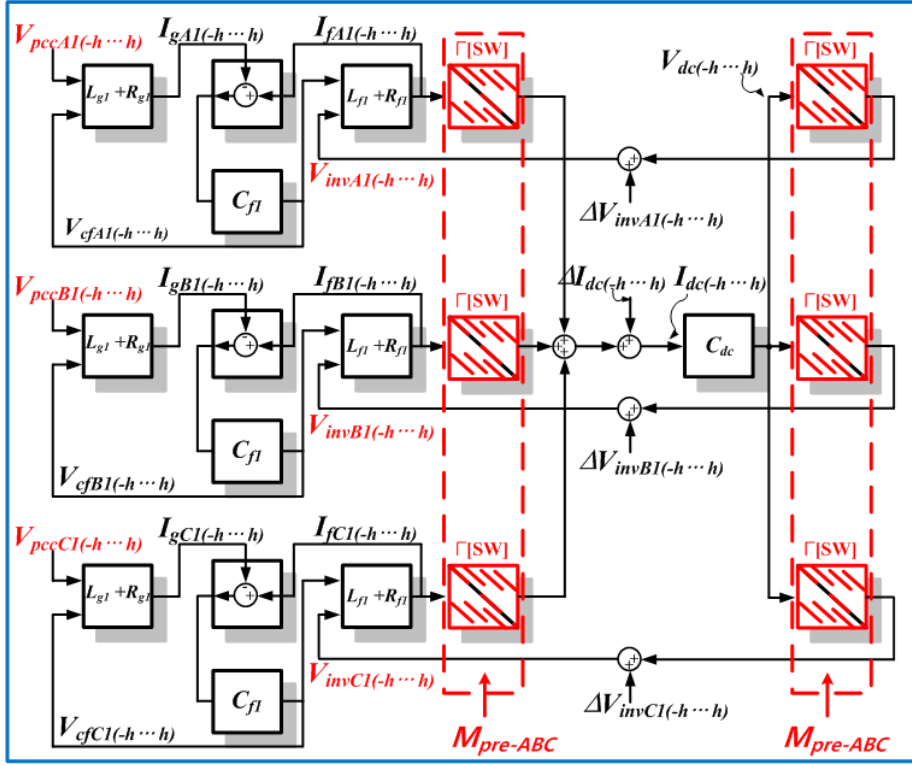 V_pccA1(-h⋯h) I_gA1(-h⋯h) I_fA1(-h⋯h) Γ[SW] V_dc(-h⋯h) Γ[SW]
L_g1 +R_g1 - + L_f1 +R_f1
V_invA1(-h⋯h) + +
C_f1 ΔV_invA1(-h⋯h)
V_cfA1(-h⋯h)
V_pccB1(-h⋯h) I_gB1(-h⋯h) I_fB1(-h⋯h) Γ[SW] ΔI_dc(-h⋯h) I_dc(-h⋯h) Γ[SW]
L_g1 +R_g1 - + L_f1 +R_f1 + + + + + C_dc
V_invB1(-h⋯h) + +
C_f1 ΔV_invB1(-h⋯h)
V_cfB1(-h⋯h)
V_pccC1(-h⋯h) I_gC1(-h⋯h) I_fC1(-h⋯h) Γ[SW] Γ[SW]
L_g1 +R_g1 - + L_f1 +R_f1
V_invC1(-h⋯h) + +
C_f1 ΔV_invC1(-h⋯h)
V_cfC1(-h⋯h)
M_pre-ABC M_pre-ABC